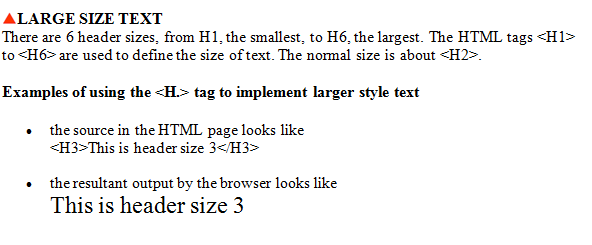 LARGE SIZE TEXT
There are 6 header sizes, from H1, the smallest, to H6, the largest. The HTML tags <H1>
to <H6> are used to define the size of text. The normal size is about <H2>.
Examples of using the <H.> tag to implement larger style text
• the source in the HTML page looks like
<H3>This is header size 3</H3>
• the resultant output by the browser looks like
This is header size 3